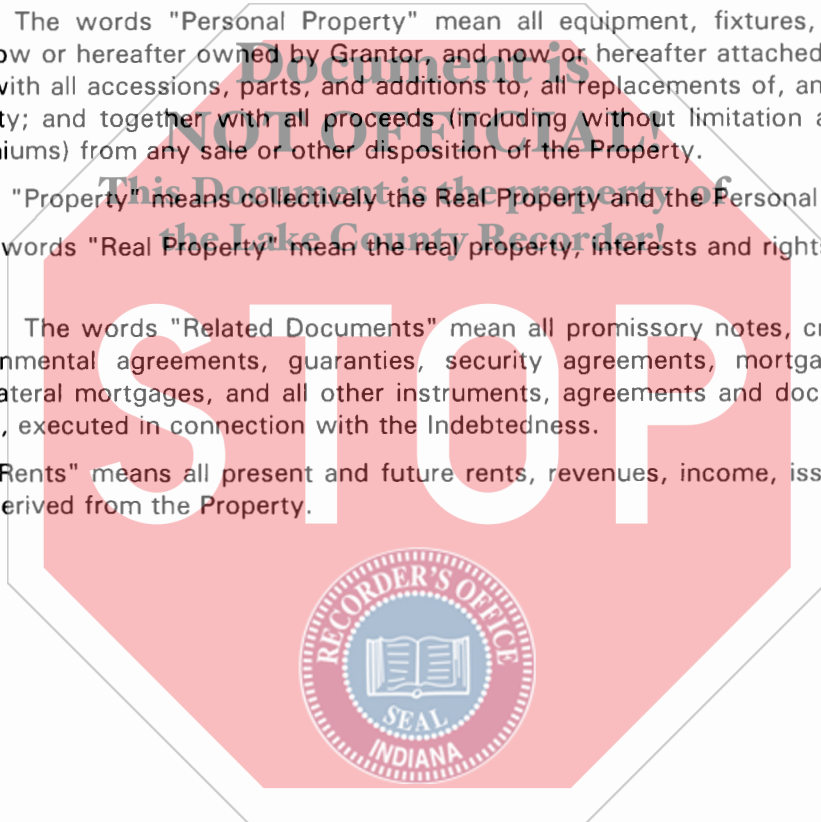 The words "Personal Property" mean all equipment, fixtures,
ow or hereafter owned by Grantor, and now or hereafter attached
with all accessions, parts, and additions to, all replacements of, an
ty; and together with all proceeds (including without limitation a
iums) from any sale or other disposition of the Property.
"Property" means collectively the Real Property and the Personal
words "Real Property" mean the real property, interests and rights
The words "Related Documents" mean all promissory notes, cr
nmental agreements, guaranties, security agreements, mortga
ateral mortgages, and all other instruments, agreements and doc
, executed in connection with the Indebtedness.
Rents" means all present and future rents, revenues, income, iss
erived from the Property.
Document is
NOT OFFICIAL!
This Document is the property of
the Lake County Recorder!
STOP
RECORDER'S OFFICE
SEAL
INDIANA